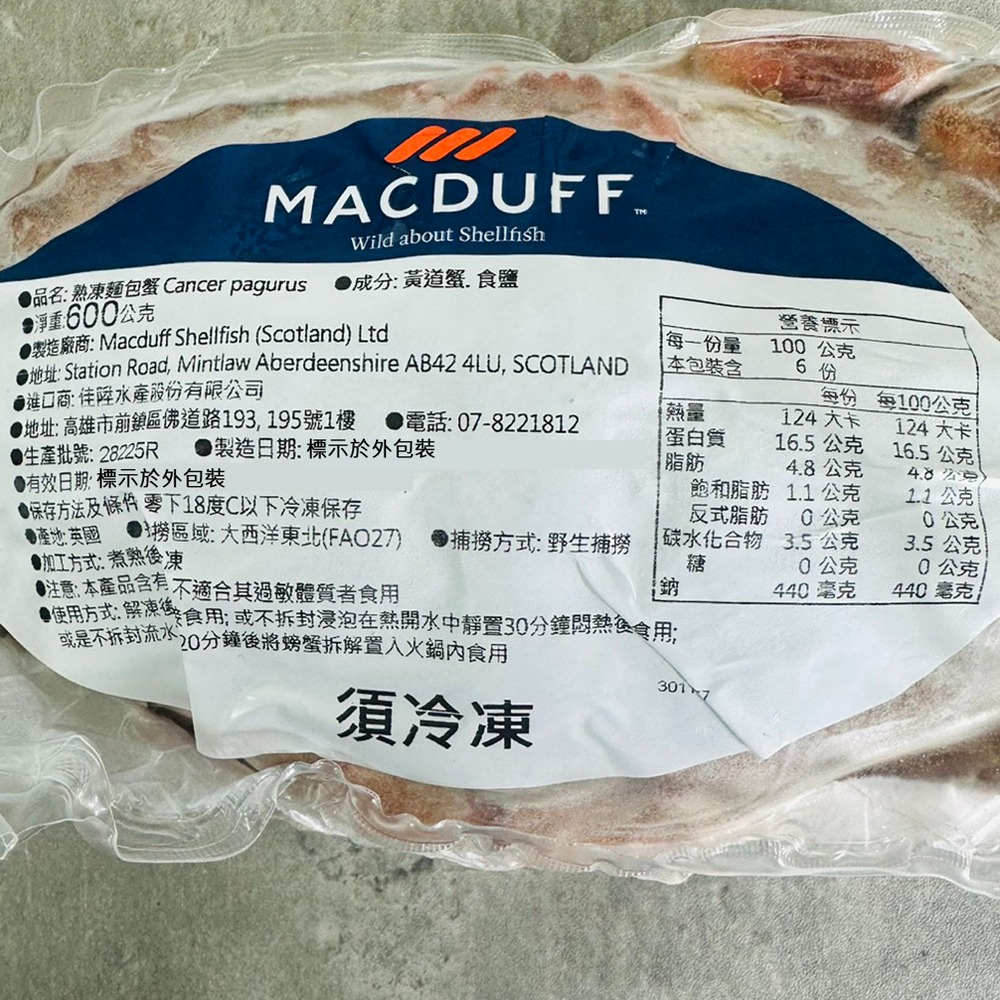 MACDUFF™
Wild about Shellfish
●品名: 熟凍麵包蟹 Cancer pagurus ●成分: 黃道蟹. 食鹽
●淨重:600公克
●製造廠商: Macduff Shellfish (Scotland) Ltd
●地址: Station Road, Mintlaw Aberdeenshire AB42 4LU, SCOTLAND
●進口商: 佳陞水產股份有限公司
●地址: 高雄市前鎮區佛道路193, 195號1樓 ●電話: 07-8221812
●生產批號: 28225R ●製造日期: 標示於外包裝
●有效日期: 標示於外包裝
●保存方法及條件 零下18度C以下冷凍保存
●產地: 英國 ●撈區域: 大西洋東北(FAO27) ●捕撈方式: 野生捕撈
●加工方式: 煮熟後凍
●注意: 本產品含有 不適合其過敏體質者食用
●使用方式: 解凍後 食用; 或不拆封浸泡在熱開水中靜置30分鐘悶熱後食用;
或是不拆封流水 20分鐘後將螃蟹拆解置入火鍋內食用
須冷凍
營養標示
每一份量 100 公克
本包裝含 6 份
每份 每100公克
熱量 124 大卡 124 大卡
蛋白質 16.5 公克 16.5 公克
脂肪 4.8 公克 4.8 公克
飽和脂肪 1.1 公克 1.1 公克
反式脂肪 0 公克 0 公克
碳水化合物 3.5 公克 3.5 公克
糖 0 公克 0 公克
鈉 440 毫克 440 毫克